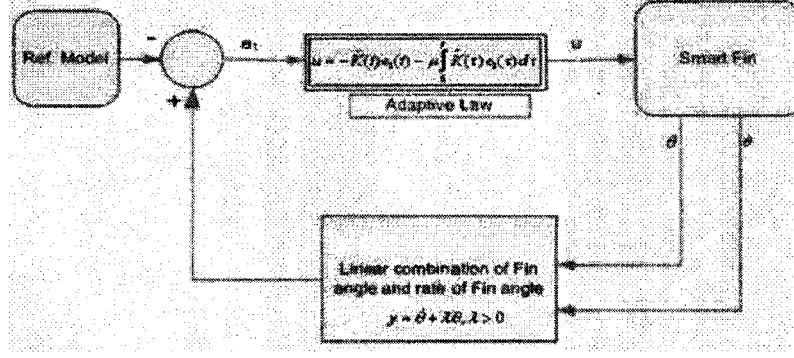 Ref. Model
-
+
e₁
u = -K̂(t)e₁(t) - μ∫K̂(τ)e₁(τ)dτ
Adaptive Law
u
Smart Fin
θ̇
θ
Linear combination of Fin
angle and rate of Fin angle
y = θ̇ + λθ, λ > 0